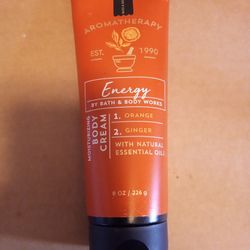 AROMATHERAPY
EST. 1990
Energy
BY BATH & BODY WORKS
MOISTURIZING
BODY
CREAM
1. ORANGE
2. GINGER
WITH NATURAL
ESSENTIAL OILS
8 OZ / 226 g